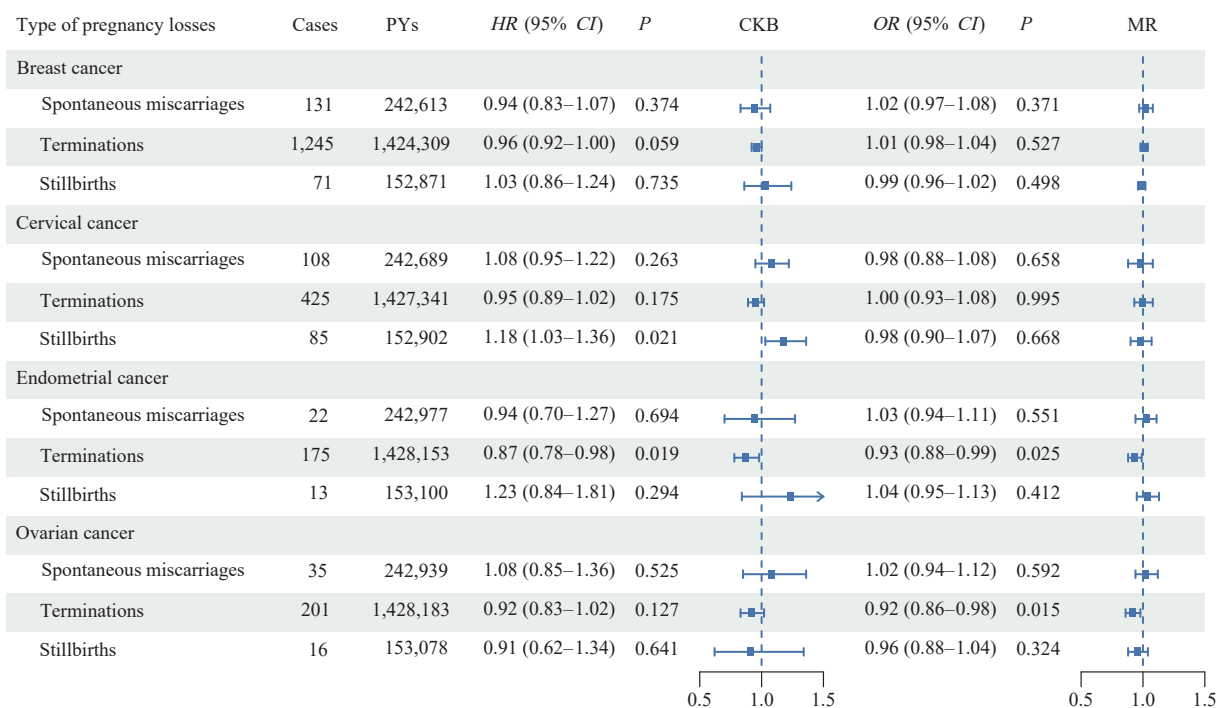 Type of pregnancy losses Cases PYs HR (95% CI) P CKB OR (95% CI) P MR
Breast cancer
Spontaneous miscarriages 131 242,613 0.94 (0.83–1.07) 0.374 1.02 (0.97–1.08) 0.371
Terminations 1,245 1,424,309 0.96 (0.92–1.00) 0.059 1.01 (0.98–1.04) 0.527
Stillbirths 71 152,871 1.03 (0.86–1.24) 0.735 0.99 (0.96–1.02) 0.498
Cervical cancer
Spontaneous miscarriages 108 242,689 1.08 (0.95–1.22) 0.263 0.98 (0.88–1.08) 0.658
Terminations 425 1,427,341 0.95 (0.89–1.02) 0.175 1.00 (0.93–1.08) 0.995
Stillbirths 85 152,902 1.18 (1.03–1.36) 0.021 0.98 (0.90–1.07) 0.668
Endometrial cancer
Spontaneous miscarriages 22 242,977 0.94 (0.70–1.27) 0.694 1.03 (0.94–1.11) 0.551
Terminations 175 1,428,153 0.87 (0.78–0.98) 0.019 0.93 (0.88–0.99) 0.025
Stillbirths 13 153,100 1.23 (0.84–1.81) 0.294 1.04 (0.95–1.13) 0.412
Ovarian cancer
Spontaneous miscarriages 35 242,939 1.08 (0.85–1.36) 0.525 1.02 (0.94–1.12) 0.592
Terminations 201 1,428,183 0.92 (0.83–1.02) 0.127 0.92 (0.86–0.98) 0.015
Stillbirths 16 153,078 0.91 (0.62–1.34) 0.641 0.96 (0.88–1.04) 0.324
0.5 1.0 1.5 0.5 1.0 1.5